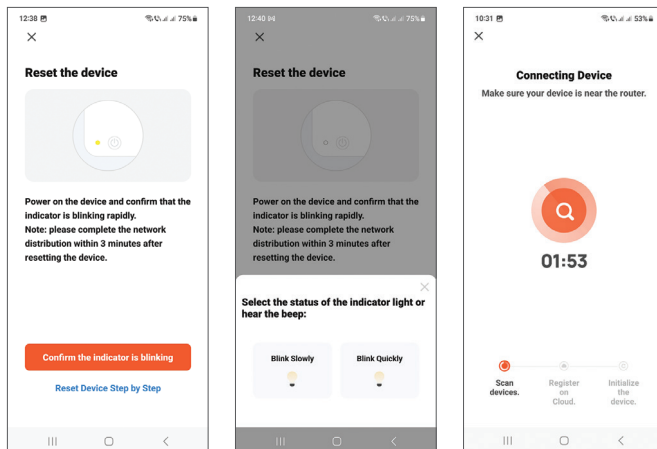 12:38
75%
Reset the device
Power on the device and confirm that the
indicator is blinking rapidly.
Note: please complete the network
distribution within 3 minutes after
resetting the device.
Confirm the indicator is blinking
Reset Device Step by Step
12:40
75%
Reset the device
Power on the device and confirm that the
indicator is blinking rapidly.
Note: please complete the network
distribution within 3 minutes after
resetting the device.
Select the status of the indicator light or
hear the beep:
Blink Slowly
Blink Quickly
10:31
53%
Connecting Device
Make sure your device is near the router.
01:53
Scan
devices.
Register
on
Cloud.
Initialize
the
device.